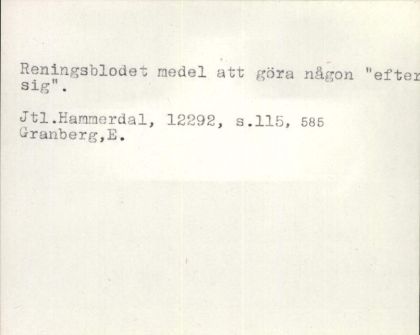 Reningsblodet medel att göra någon "efter
sig".
Jtl.Hammerdal, 12292, s.115, 585
Granberg,E.